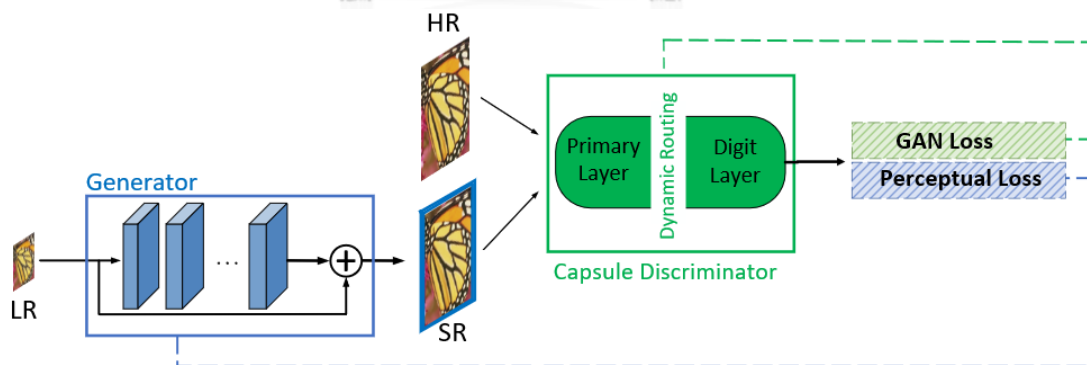 HR
Generator
LR
...
SR
Primary
Layer
Dynamic Routing
Digit
Layer
Capsule Discriminator
GAN Loss
Perceptual Loss